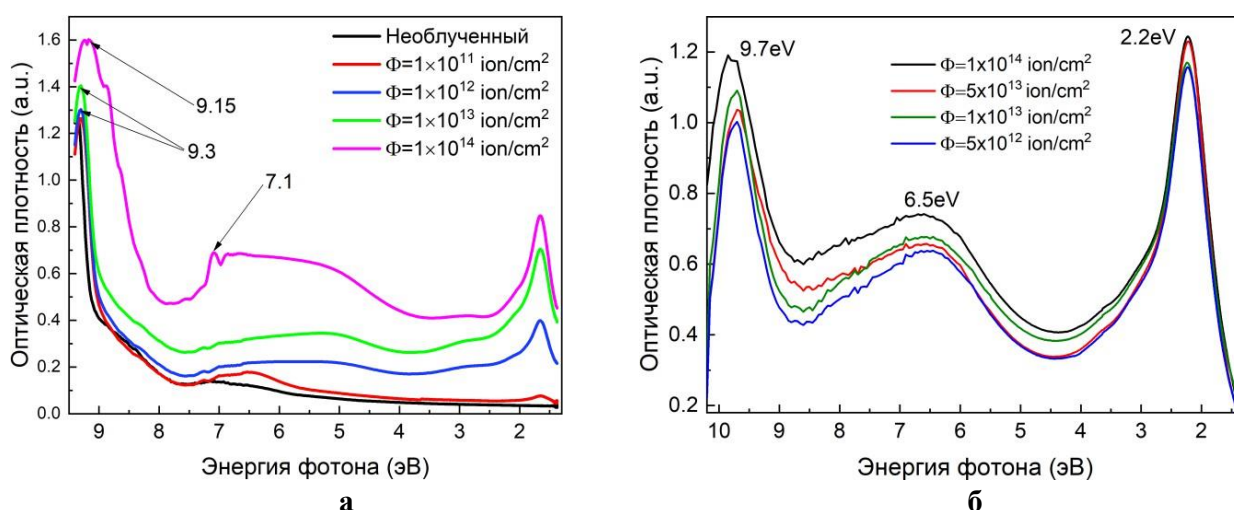 Оптическая плотность (a.u.)
1.6
1.4
1.2
1.0
0.8
0.6
0.4
0.2
0.0
9.15
9.3
7.1
Необлученный
Φ=1×10¹¹ ion/cm²
Φ=1×10¹² ion/cm²
Φ=1×10¹³ ion/cm²
Φ=1×10¹⁴ ion/cm²
9 8 7 6 5 4 3 2
Энергия фотона (эВ)
а
Оптическая плотность (a.u.)
1.2
1.0
0.8
0.6
0.4
0.2
9.7eV
6.5eV
2.2eV
Φ=1x10¹⁴ ion/cm²
Φ=5x10¹³ ion/cm²
Φ=1x10¹³ ion/cm²
Φ=5x10¹² ion/cm²
10 9 8 7 6 5 4 3 2
Энергия фотона (эВ)
б